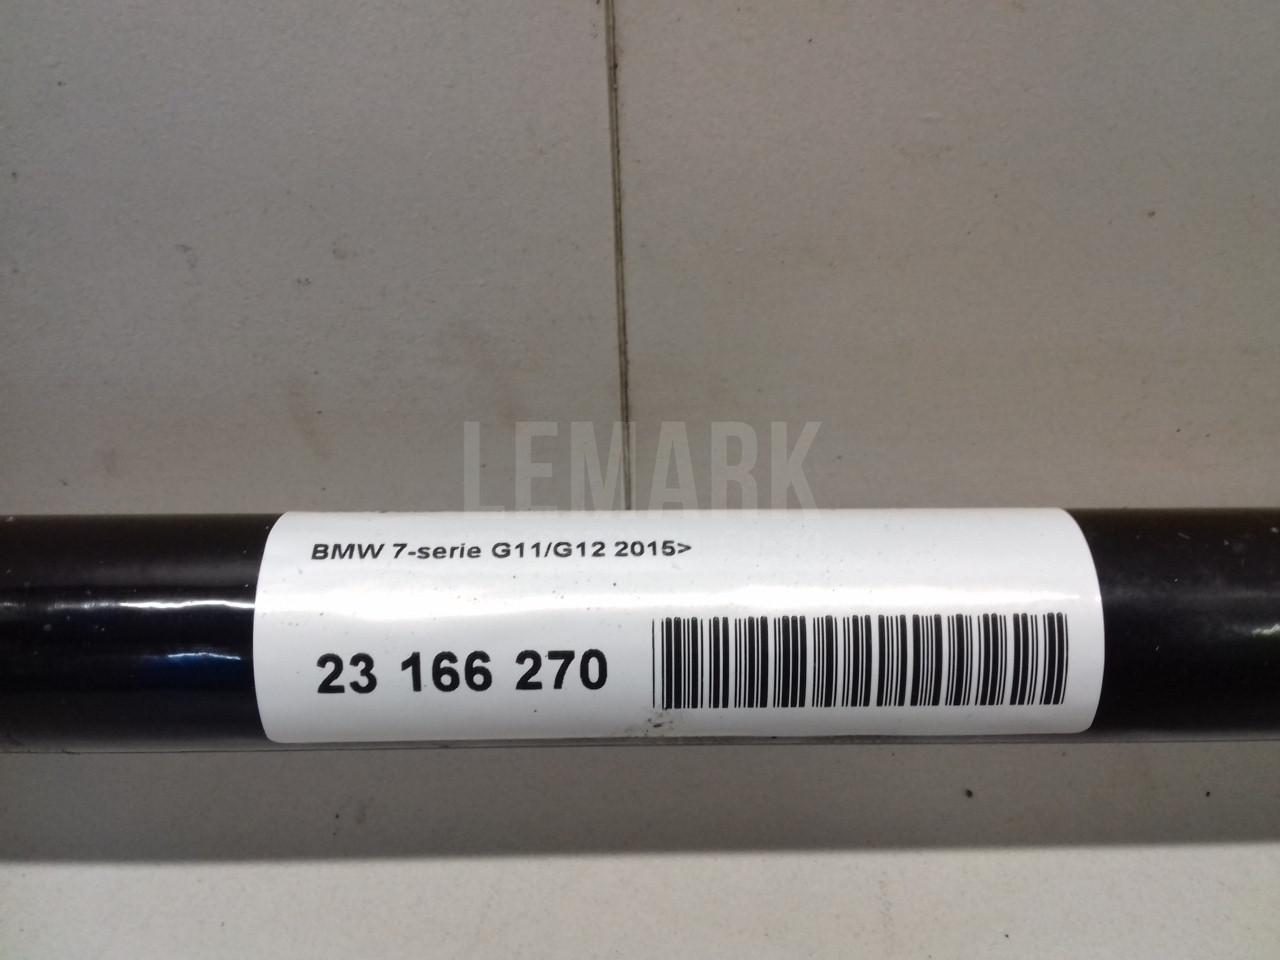 LEMARK
BMW 7-serie G11/G12 2015>
23 166 270